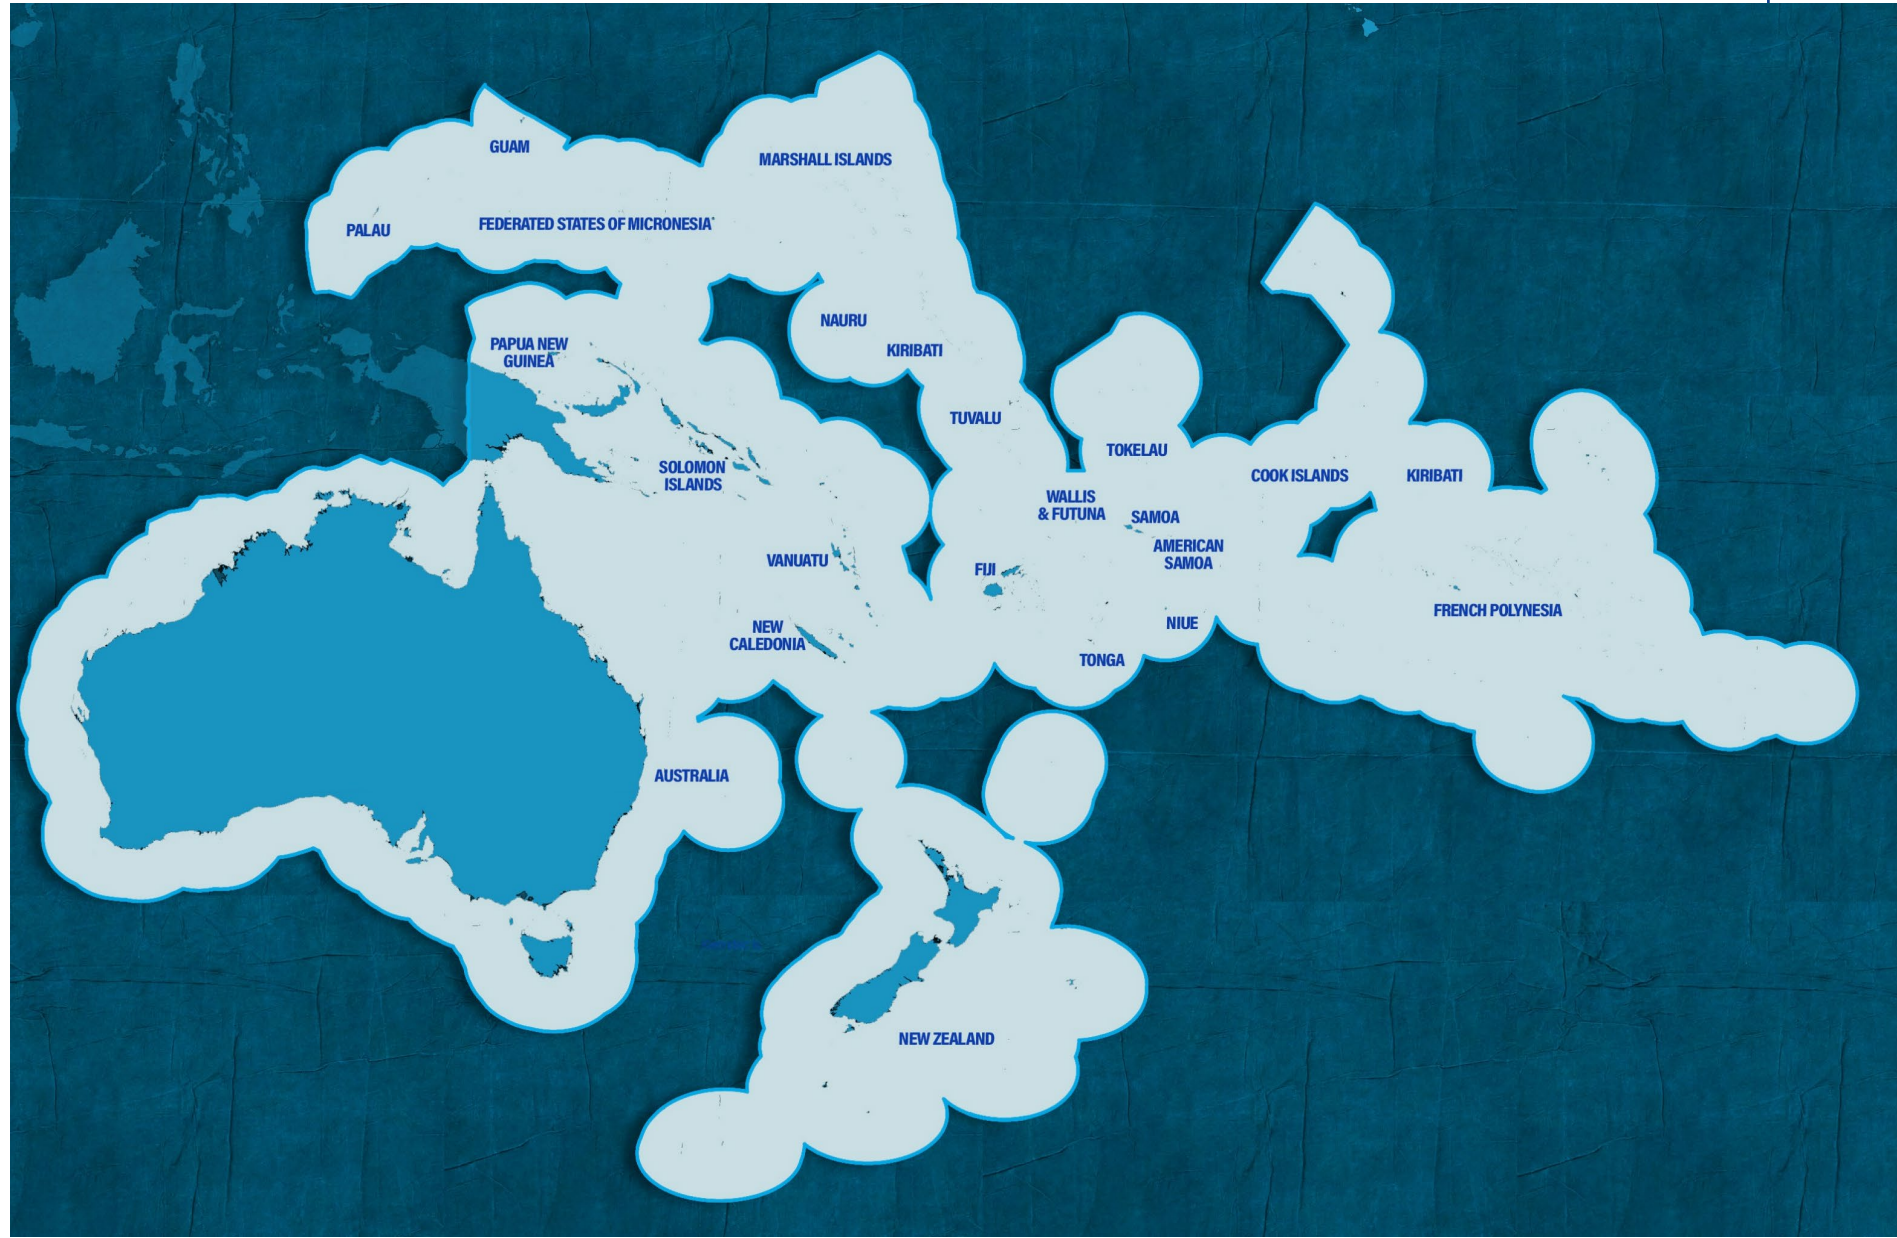 GUAM
MARSHALL ISLANDS
PALAU
FEDERATED STATES OF MICRONESIA*
NAURU
PAPUA NEW
GUINEA
KIRIBATI
TUVALU
TOKELAU
SOLOMON
ISLANDS
COOK ISLANDS
KIRIBATI
WALLIS
& FUTUNA
SAMOA
AMERICAN
SAMOA
VANUATU
FIJI
FRENCH POLYNESIA
NIUE
NEW
CALEDONIA
TONGA
AUSTRALIA
NEW ZEALAND